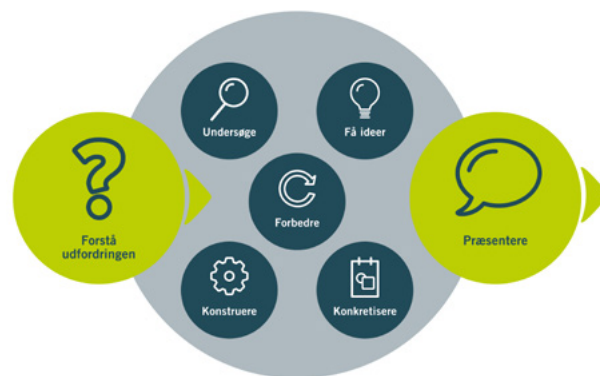 Undersøge
Få ideer
Forstå
udfordringen
Forbedre
Præsentere
Konstruere
Konkretisere